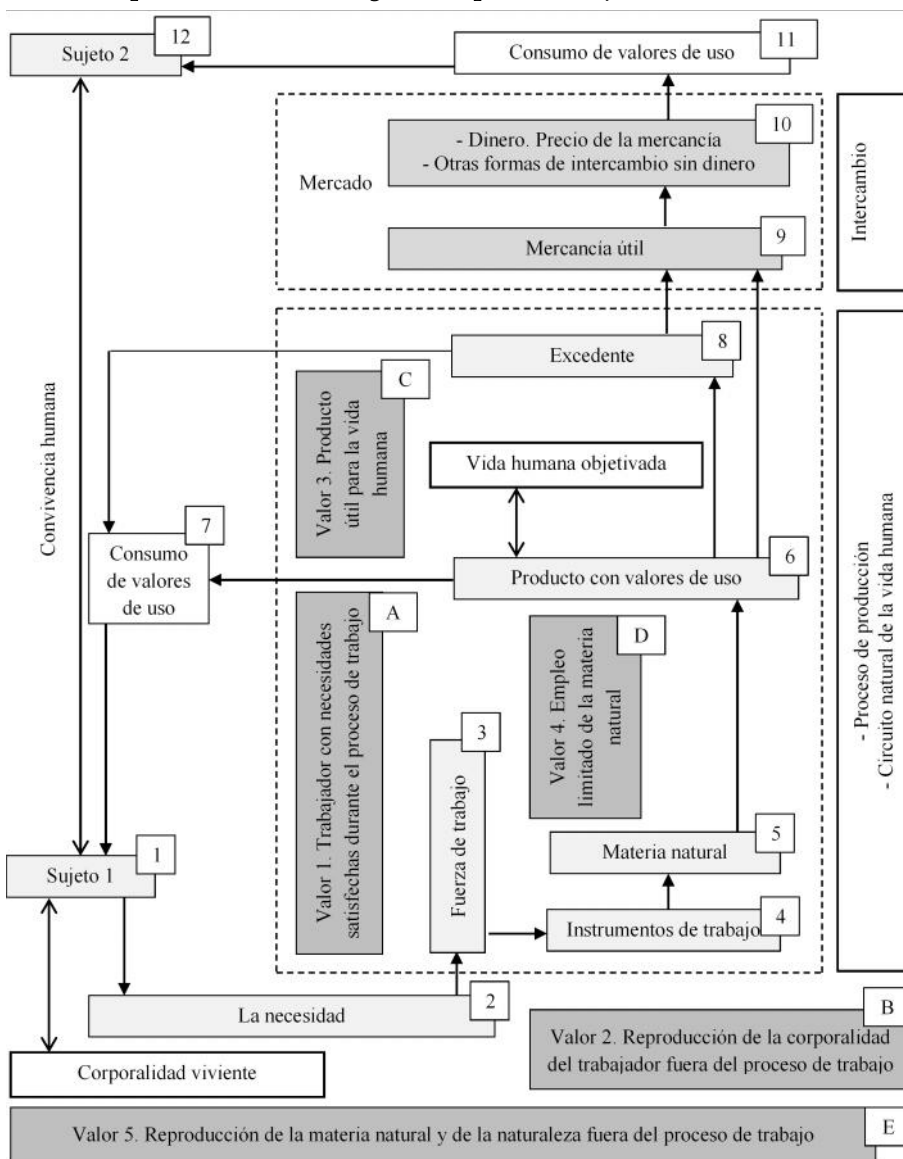 12
Sujeto 2
11
Consumo de valores de uso
10
- Dinero. Precio de la mercancía
- Otras formas de intercambio sin dinero
Mercado
Intercambio
9
Mercancía útil
8
Excedente
C
Valor 3. Producto
útil para la vida
humana
Vida humana objetivada
Convivencia humana
7
Consumo
de valores
de uso
6
Producto con valores de uso
- Proceso de producción
- Circuito natural de la vida humana
A
Valor 1. Trabajador con necesidades
satisfechas durante el proceso de trabajo
D
Valor 4. Empleo
limitado de la materia
natural
3
Fuerza de trabajo
5
Materia natural
1
Sujeto 1
4
Instrumentos de trabajo
2
La necesidad
B
Valor 2. Reproducción de la corporalidad
del trabajador fuera del proceso de trabajo
Corporalidad viviente
E
Valor 5. Reproducción de la materia natural y de la naturaleza fuera del proceso de trabajo